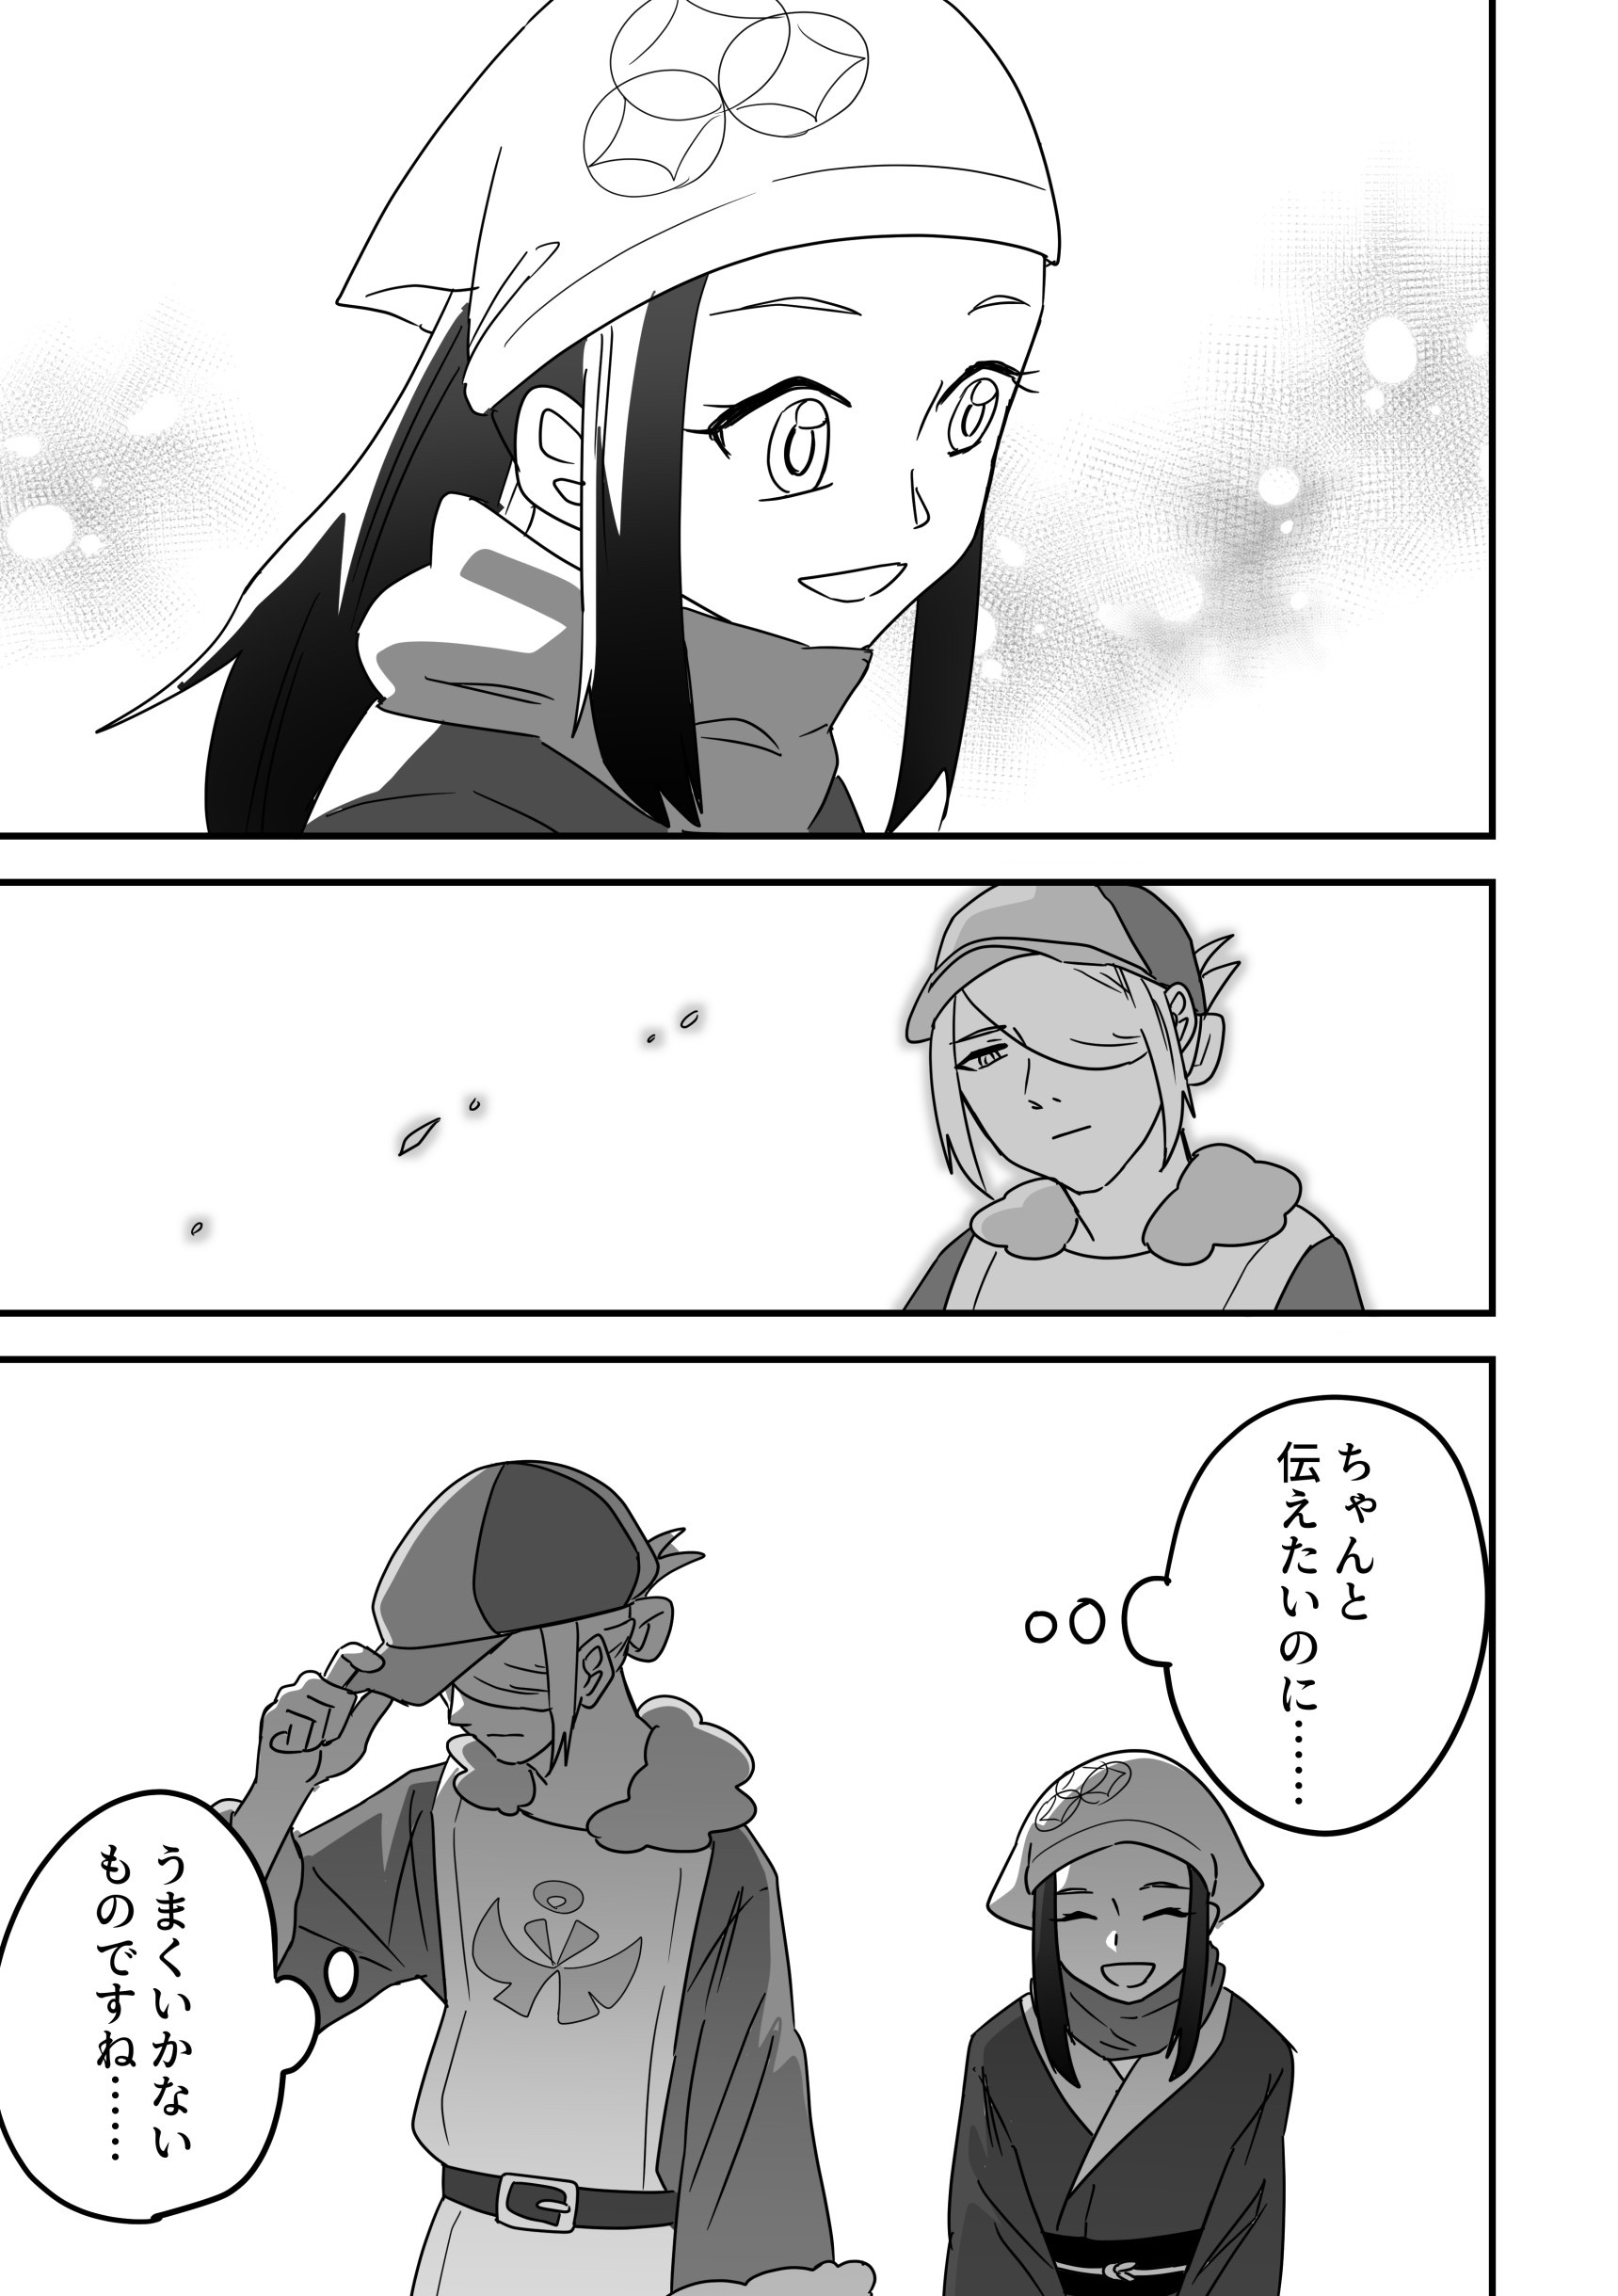 ちゃんと
伝えたいのに……
うまくいかない
ものですね……